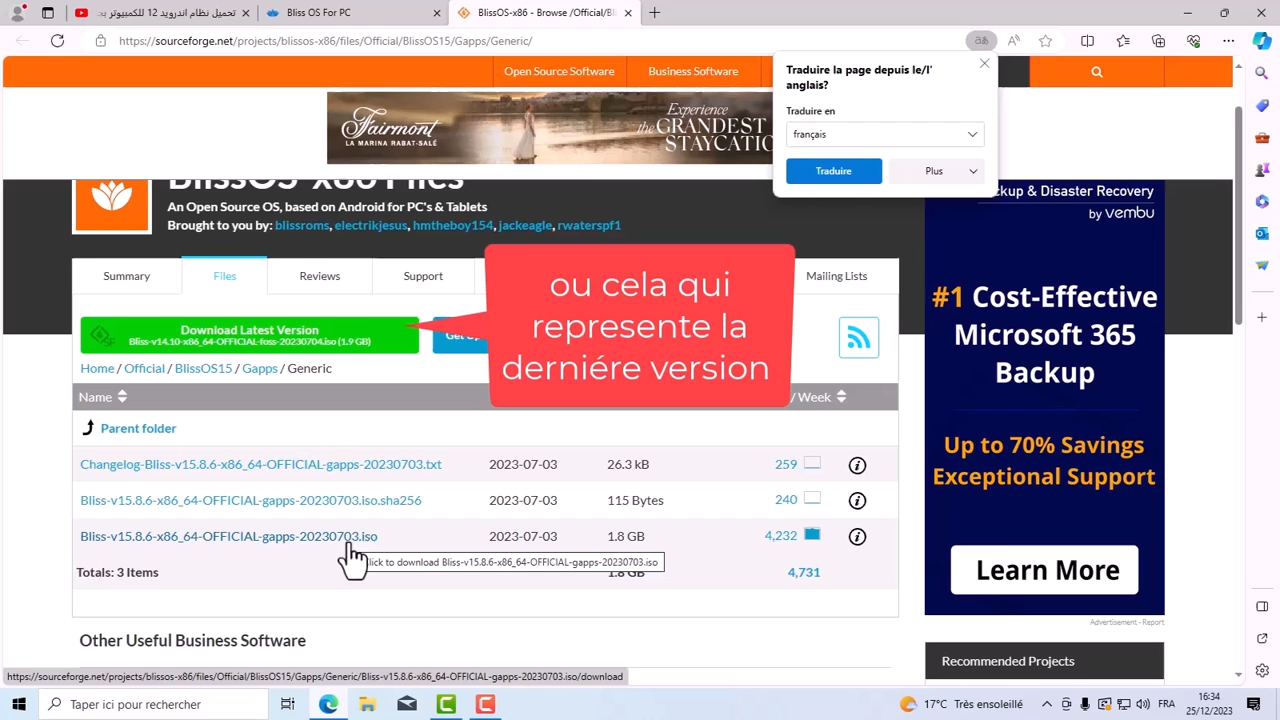 تحميل نظام اندرويد 12 للكمبيوتر بد
Bliss OS For PC
BlissOS-x86 - Browse /Official/Bli
https://sourceforge.net/projects/blissos-x86/files/Official/BlissOS15/Gapps/Generic/
Open Source Software
Business Software
Traduire la page depuis le/l'
anglais?
Traduire en
français
Traduire
Plus
Fairmont
LA MARINA RABAT-SALÉ
Experience
the GRANDEST
STAYCATIO
BlissOS-x86 Files
An Open Source OS, based on Android for PC's & Tablets
Brought to you by: blissroms, electrikjesus, hmtheboy154, jackeagle, rwaterspf1
Backup & Disaster Recovery
by vembu
Summary
Files
Reviews
Support
Mailing Lists
ou cela qui
represente la
derniére version
Download Latest Version
Bliss-v14.10-x86_64-OFFICIAL-foss-20230704.iso (1.9 GB)
Get Up
Home / Official / BlissOS15 / Gapps / Generic
Name
/ Week
Parent folder
Changelog-Bliss-v15.8.6-x86_64-OFFICIAL-gapps-20230703.txt 2023-07-03 26.3 kB 259
Bliss-v15.8.6-x86_64-OFFICIAL-gapps-20230703.iso.sha256 2023-07-03 115 Bytes 240
Bliss-v15.8.6-x86_64-OFFICIAL-gapps-20230703.iso 2023-07-03 1.8 GB 4,232
Click to download Bliss-v15.8.6-x86_64-OFFICIAL-gapps-20230703.iso
Totals: 3 Items 1.8 GB 4,731
Other Useful Business Software
#1 Cost-Effective
Microsoft 365
Backup
Up to 70% Savings
Exceptional Support
Learn More
Advertisement - Report
Recommended Projects
https://sourceforge.net/projects/blissos-x86/files/Official/BlissOS15/Gapps/Generic/Bliss-v15.8.6-x86_64-OFFICIAL-gapps-20230703.iso/download
Taper ici pour rechercher
17°C Très ensoleillé
FRA
16:34
25/12/2023